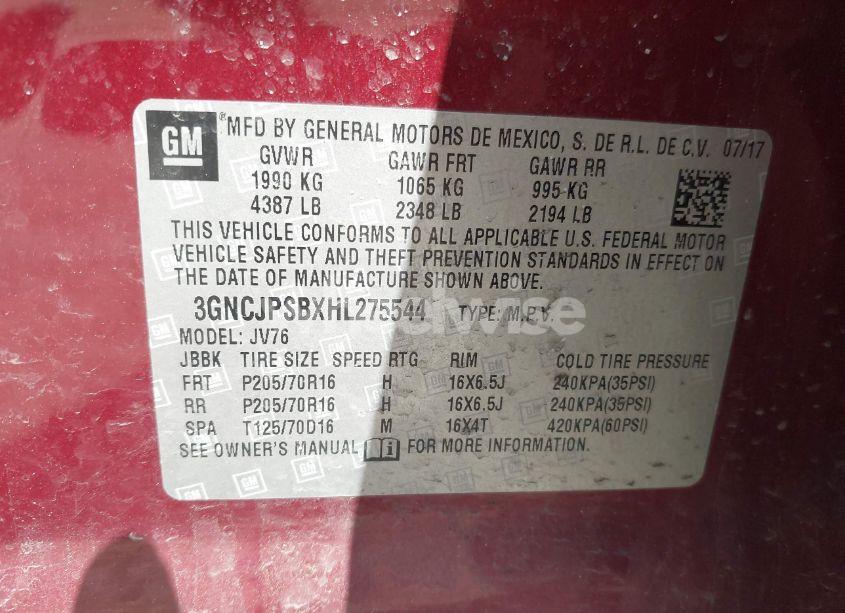 GM ®MFD BY GENERAL MOTORS DE MEXICO, S. DE R.L. DE C.V. 07/17
GVWR GAWR FRT GAWR RR
1990 KG 1065 KG 995 KG
4387 LB 2348 LB 2194 LB
THIS VEHICLE CONFORMS TO ALL APPLICABLE U.S. FEDERAL MOTOR
VEHICLE SAFETY AND THEFT PREVENTION STANDARDS IN EFFECT ON
THE DATE OF MANUFACTURE SHOWN ABOVE.
3GNCJPSBXHL275544 TYPE: M.P.V.
MODEL: JV76
JBBK TIRE SIZE SPEED RTG RIM COLD TIRE PRESSURE
FRT P205/70R16 H 16X6.5J 240KPA(35PSI)
RR P205/70R16 H 16X6.5J 240KPA(35PSI)
SPA T125/70D16 M 16X4T 420KPA(60PSI)
SEE OWNER'S MANUAL FOR MORE INFORMATION.